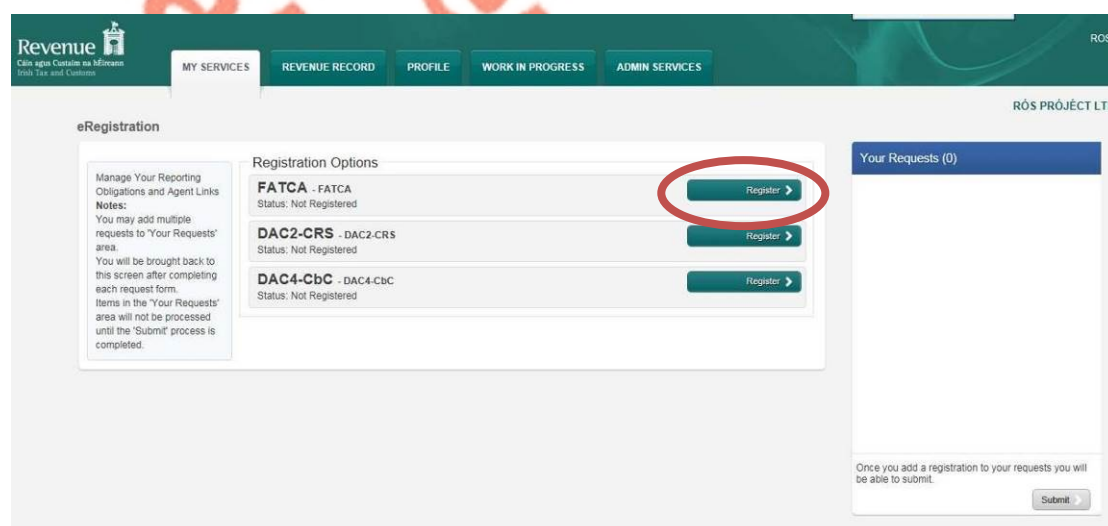 Revenue
Cáin agus Custaim na hÉireann
Irish Tax and Customs
MY SERVICES
REVENUE RECORD
PROFILE
WORK IN PROGRESS
ADMIN SERVICES
ROS
RÓS PRÓJÉCT LT
eRegistration
Manage Your Reporting
Obligations and Agent Links
Notes:
You may add multiple
requests to 'Your Requests'
area.
You will be brought back to
this screen after completing
each request form.
Items in the 'Your Requests'
area will not be processed
until the 'Submit' process is
completed.
Registration Options
FATCA - FATCA
Status: Not Registered
Register
DAC2-CRS - DAC2-CRS
Status: Not Registered
Register
DAC4-CbC - DAC4-CbC
Status: Not Registered
Register
Your Requests (0)
Once you add a registration to your requests you will
be able to submit.
Submit